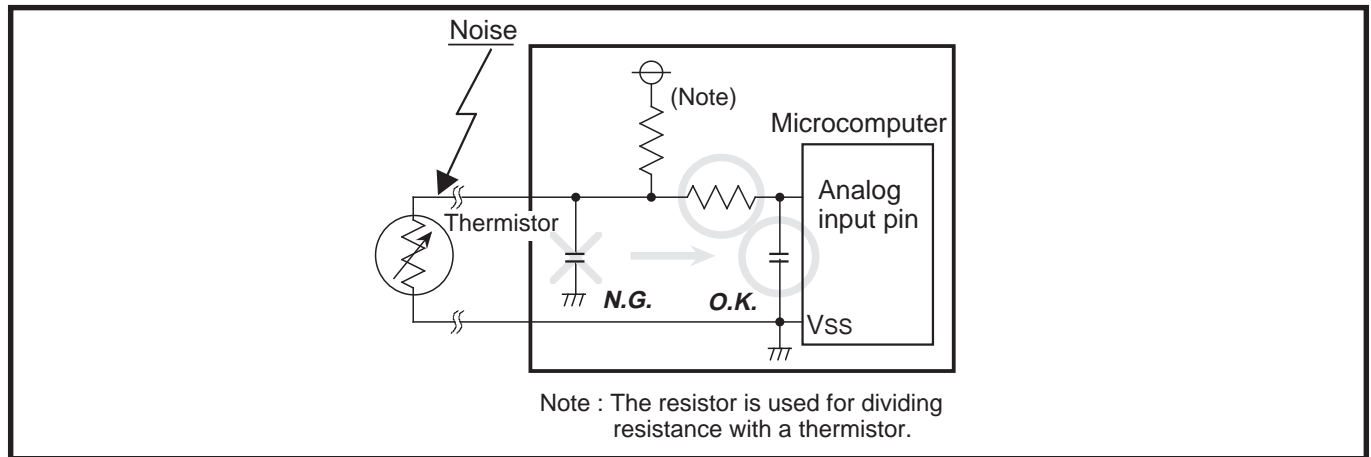 Noise
(Note)
Microcomputer
Analog
input pin
Thermistor
N.G.
O.K.
VSS
Note : The resistor is used for dividing
resistance with a thermistor.